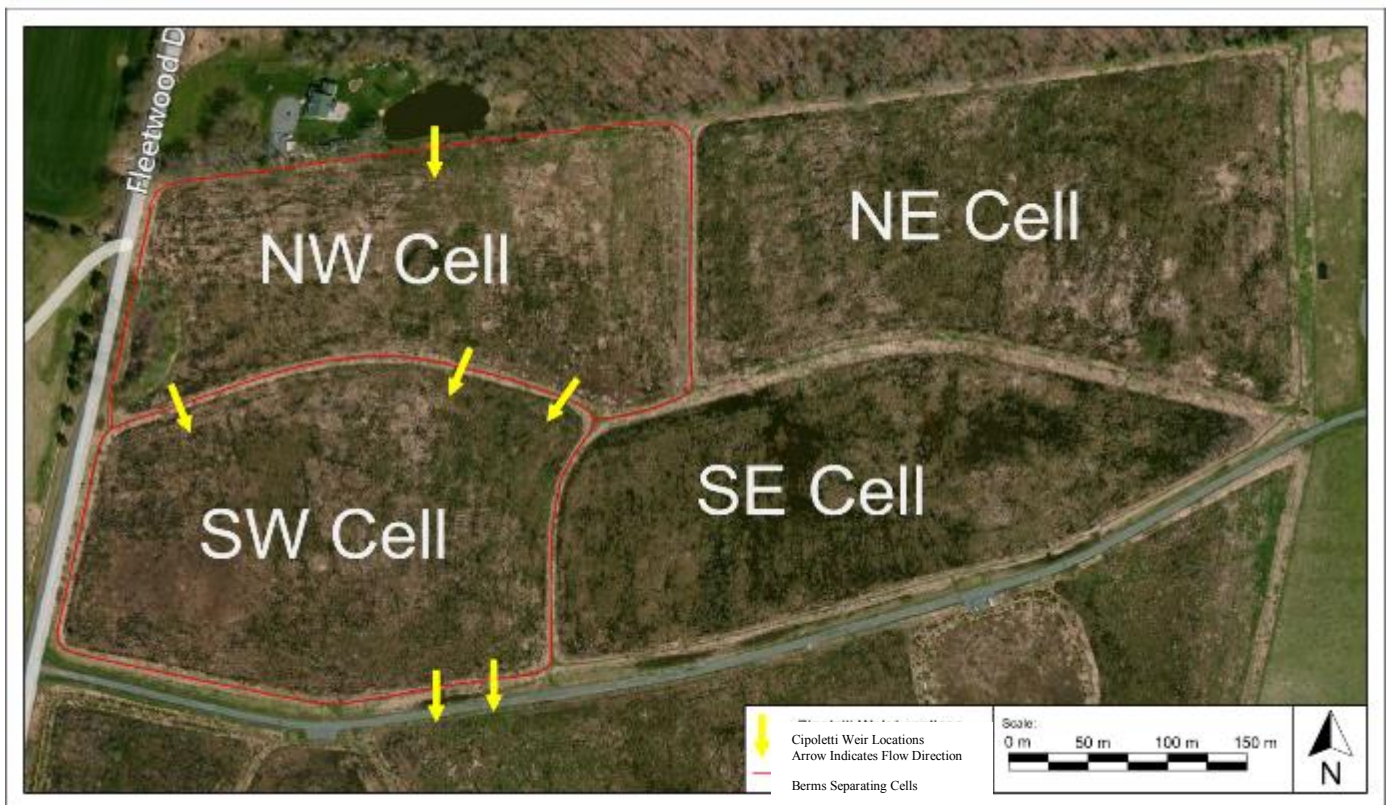 Fleetwood D
NW Cell
NE Cell
SW Cell
SE Cell
Cipoletti Weir Locations
Arrow Indicates Flow Direction
Berms Separating Cells
Scale:
0 m 50 m 100 m 150 m
N